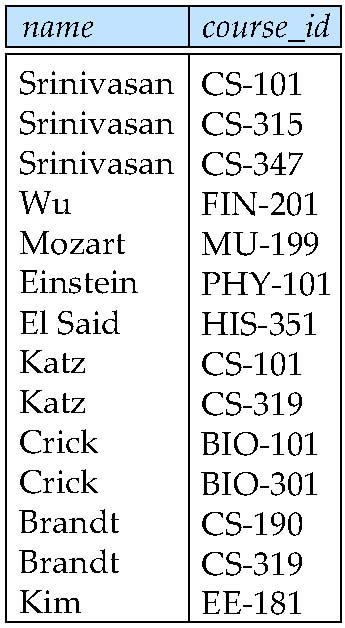 name course_id
Srinivasan CS-101
Srinivasan CS-315
Srinivasan CS-347
Wu FIN-201
Mozart MU-199
Einstein PHY-101
El Said HIS-351
Katz CS-101
Katz CS-319
Crick BIO-101
Crick BIO-301
Brandt CS-190
Brandt CS-319
Kim EE-181